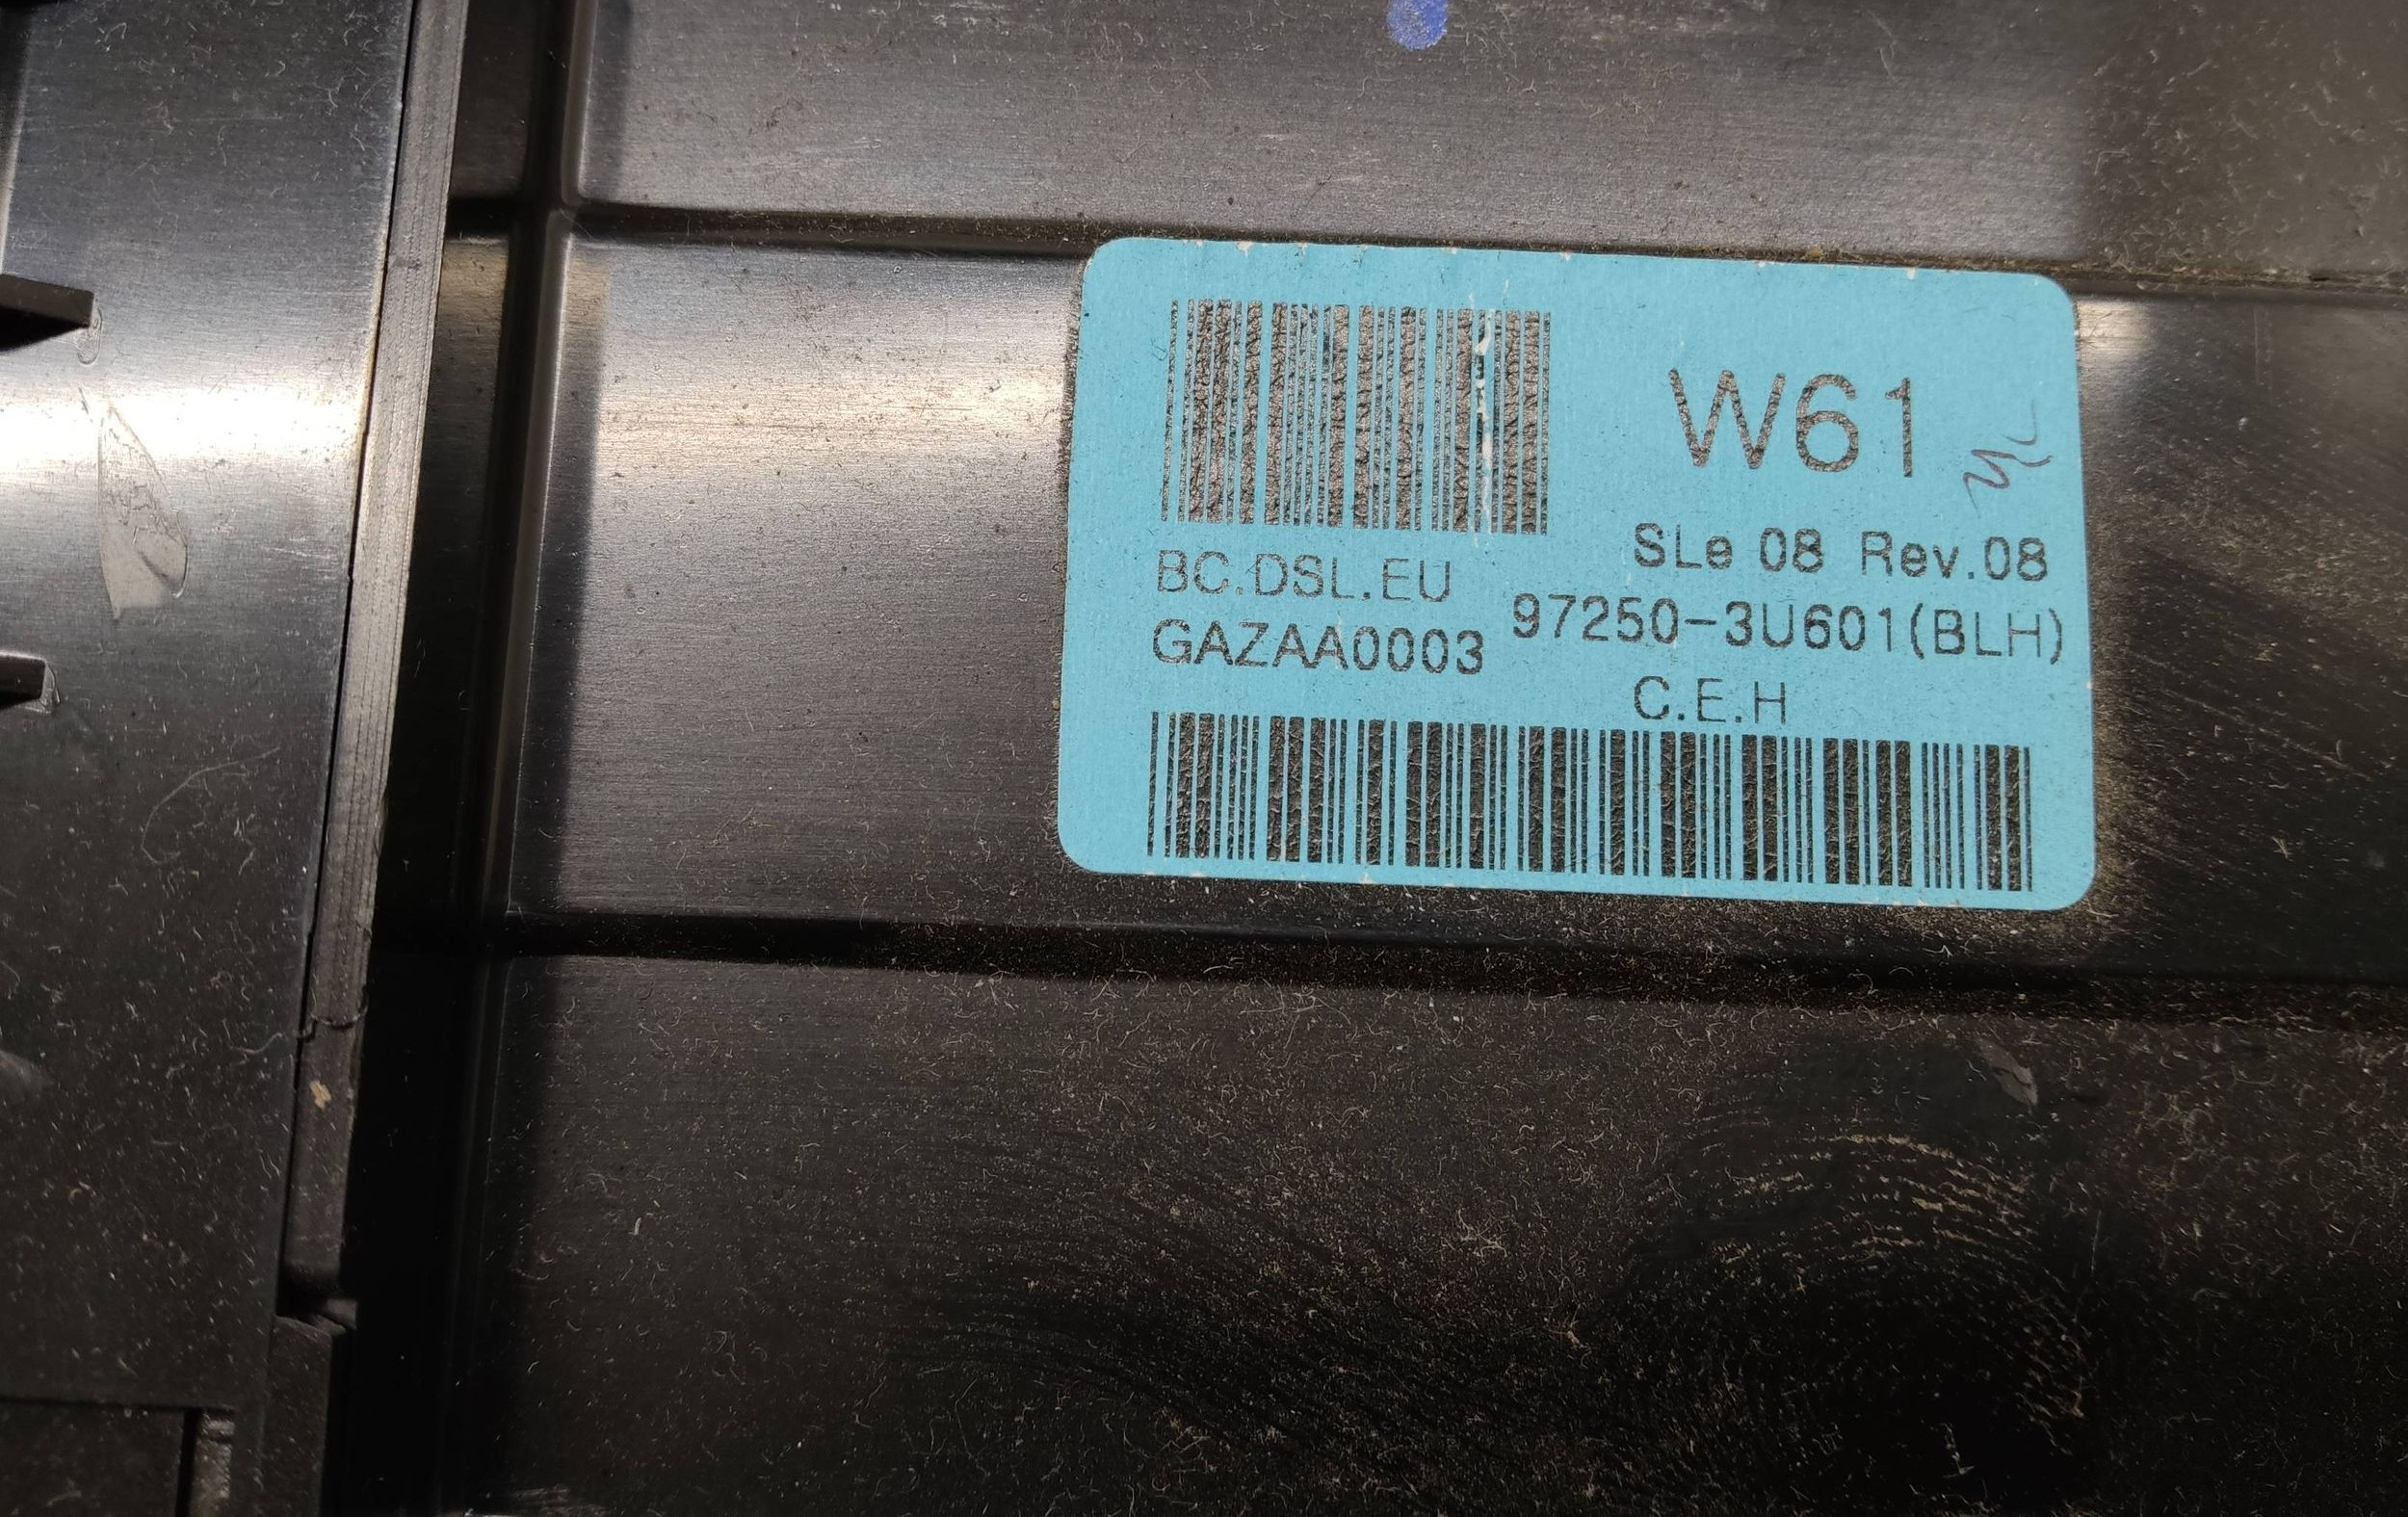 W61
SLe 08 Rev.08
BC.DSL.EU
97250-3U601(BLH)
GAZAA0003
C.E.H